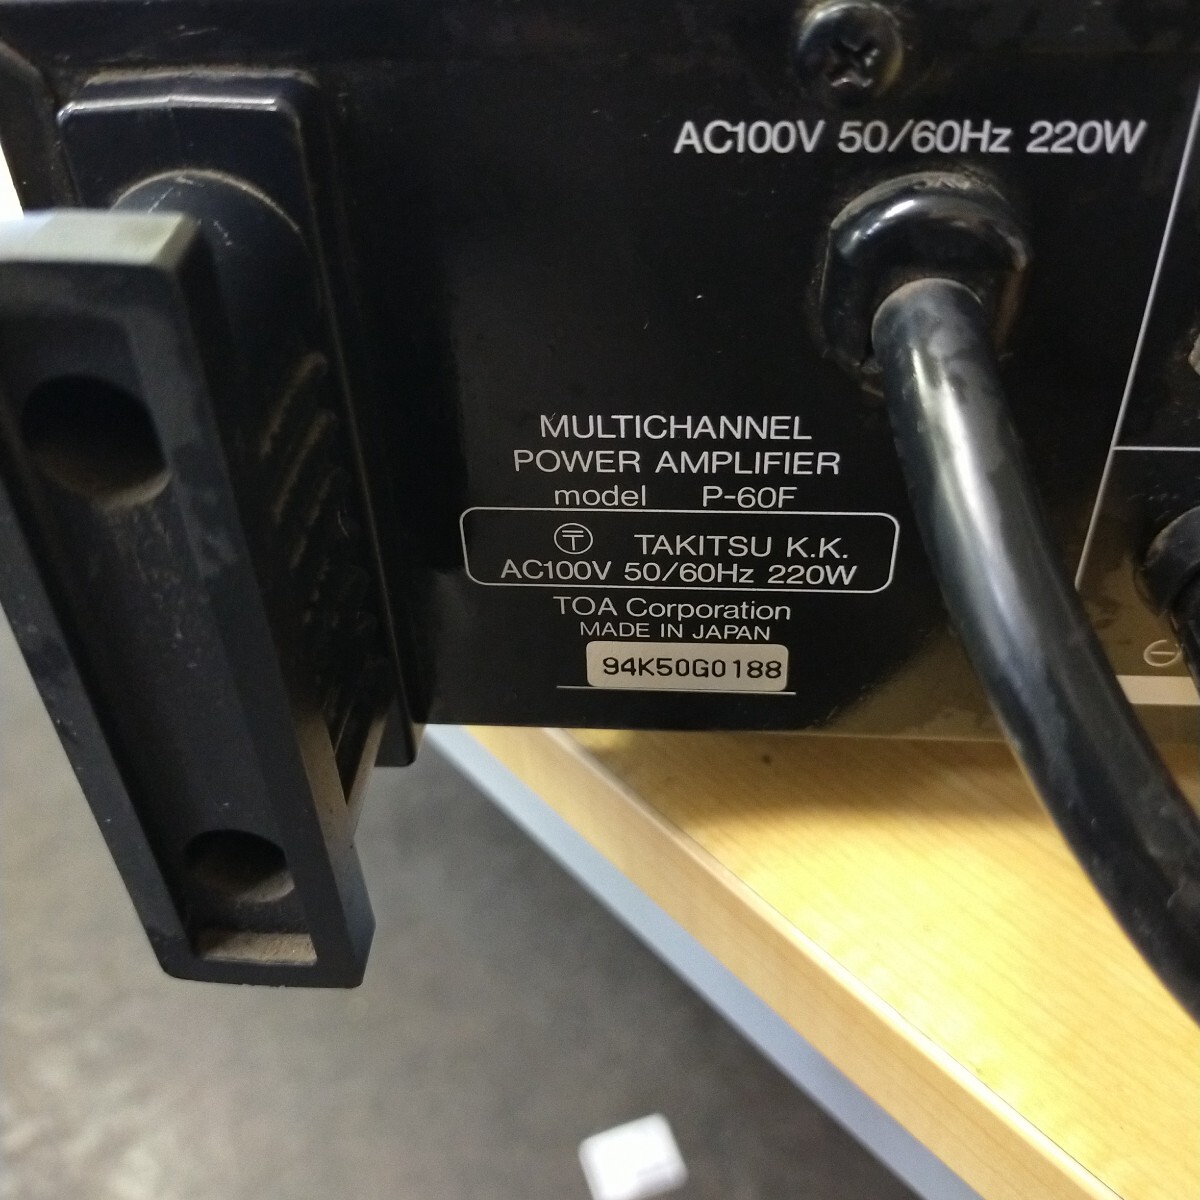 AC100V 50/60Hz 220W
MULTICHANNEL
POWER AMPLIFIER
model P-60F
〒 TAKITSU K.K.
AC100V 50/60Hz 220W
TOA Corporation
MADE IN JAPAN
94K50G0188